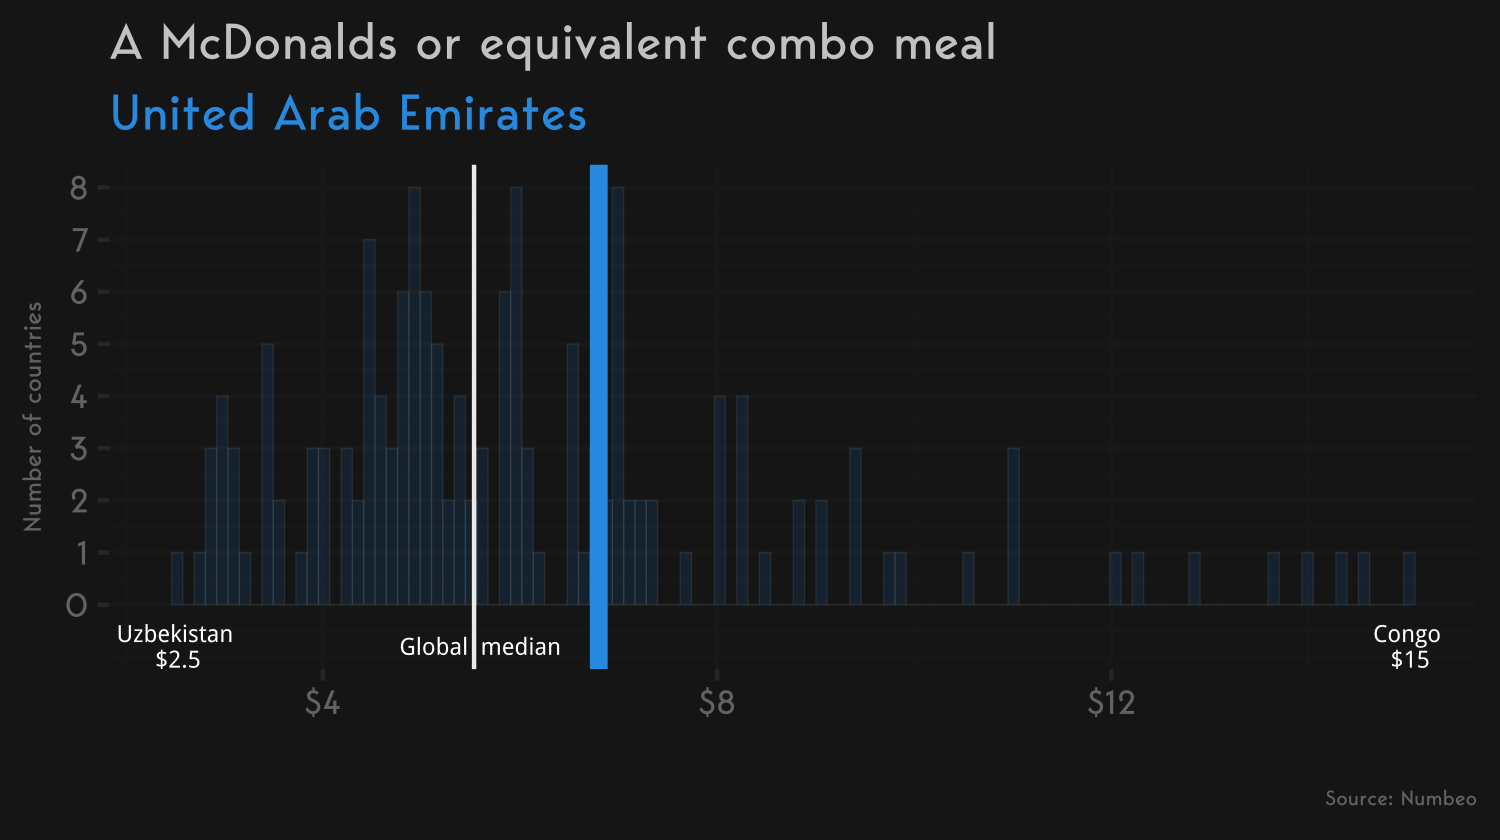 A McDonalds or equivalent combo meal
United Arab Emirates
Number of countries
8
7
6
5
4
3
2
1
0
Uzbekistan
$2.5
Global median
Congo
$15
$4 $8 $12
Source: Numbeo